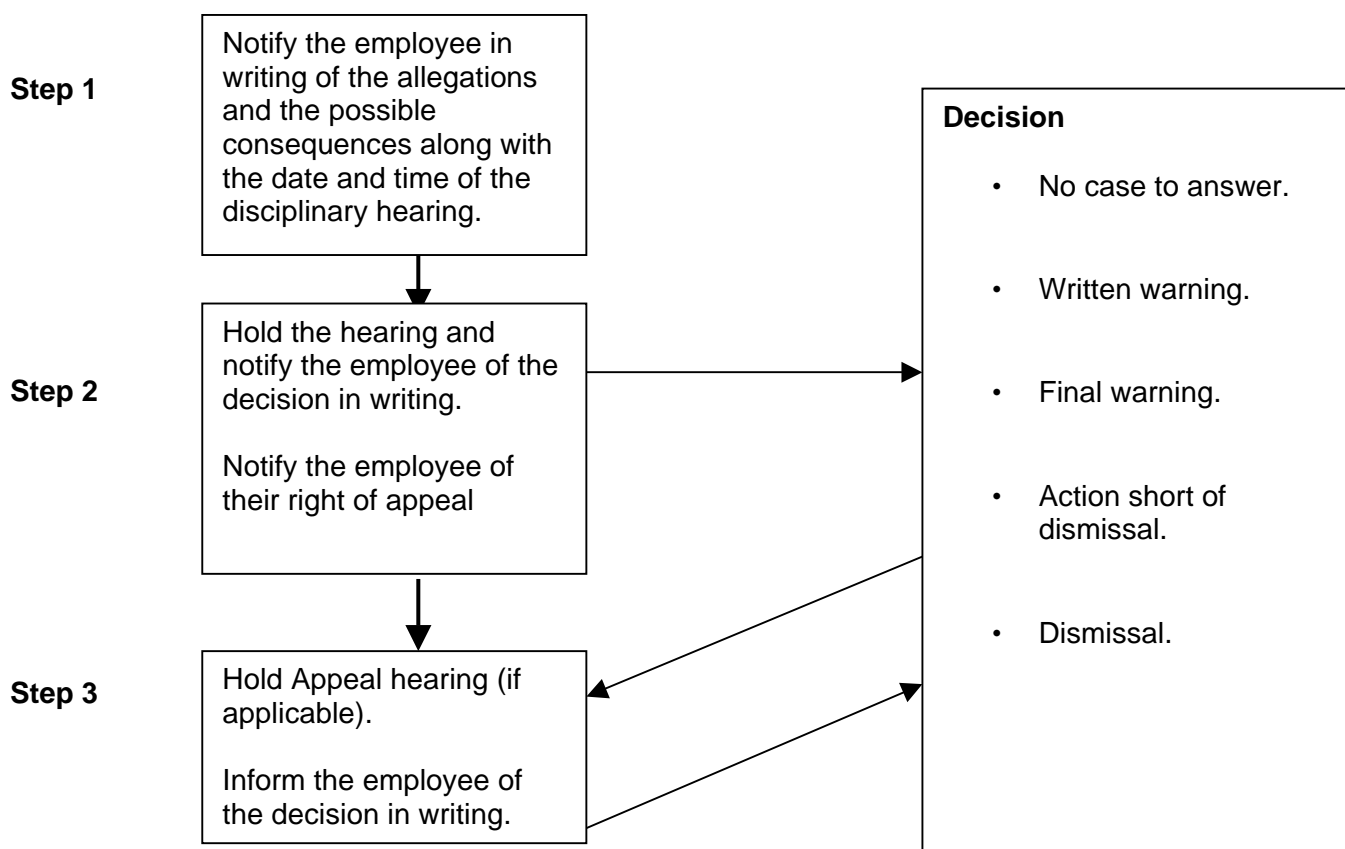 Step 1
Notify the employee in
writing of the allegations
and the possible
consequences along with
the date and time of the
disciplinary hearing.
Step 2
Hold the hearing and
notify the employee of the
decision in writing.
Notify the employee of
their right of appeal
Step 3
Hold Appeal hearing (if
applicable).
Inform the employee of
the decision in writing.
Decision
• No case to answer.
• Written warning.
• Final warning.
• Action short of
dismissal.
• Dismissal.